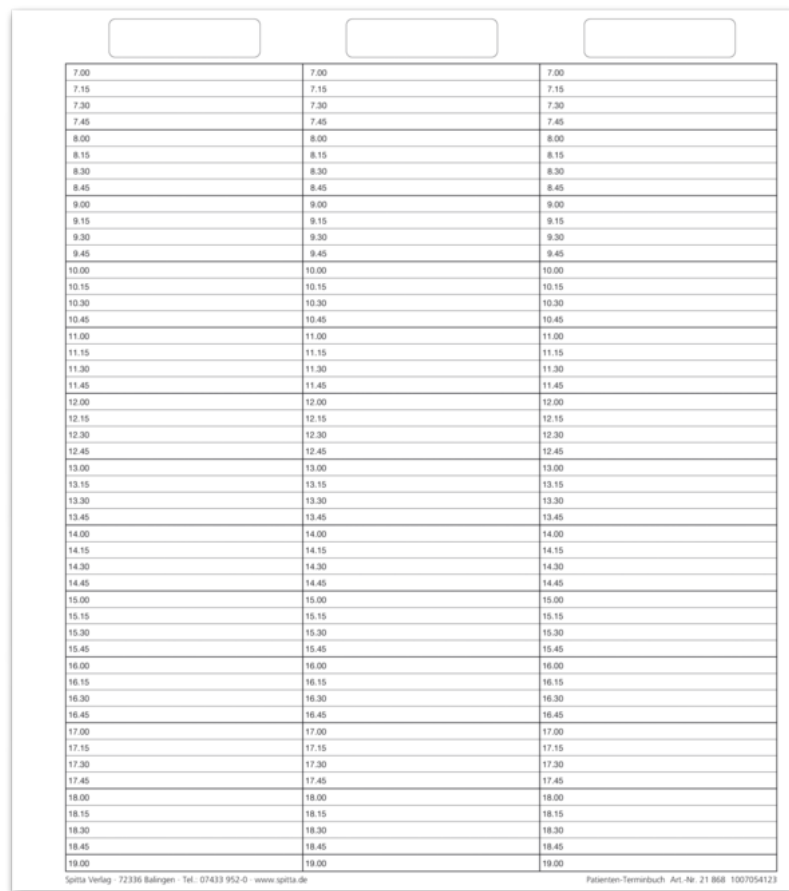 7.00 7.00 7.00
7.15 7.15 7.15
7.30 7.30 7.30
7.45 7.45 7.45
8.00 8.00 8.00
8.15 8.15 8.15
8.30 8.30 8.30
8.45 8.45 8.45
9.00 9.00 9.00
9.15 9.15 9.15
9.30 9.30 9.30
9.45 9.45 9.45
10.00 10.00 10.00
10.15 10.15 10.15
10.30 10.30 10.30
10.45 10.45 10.45
11.00 11.00 11.00
11.15 11.15 11.15
11.30 11.30 11.30
11.45 11.45 11.45
12.00 12.00 12.00
12.15 12.15 12.15
12.30 12.30 12.30
12.45 12.45 12.45
13.00 13.00 13.00
13.15 13.15 13.15
13.30 13.30 13.30
13.45 13.45 13.45
14.00 14.00 14.00
14.15 14.15 14.15
14.30 14.30 14.30
14.45 14.45 14.45
15.00 15.00 15.00
15.15 15.15 15.15
15.30 15.30 15.30
15.45 15.45 15.45
16.00 16.00 16.00
16.15 16.15 16.15
16.30 16.30 16.30
16.45 16.45 16.45
17.00 17.00 17.00
17.15 17.15 17.15
17.30 17.30 17.30
17.45 17.45 17.45
18.00 18.00 18.00
18.15 18.15 18.15
18.30 18.30 18.30
18.45 18.45 18.45
19.00 19.00 19.00
Spitta Verlag · 72336 Balingen · Tel.: 07433 952-0 · www.spitta.de Patienten-Terminbuch Art.-Nr. 21 868 1007054123